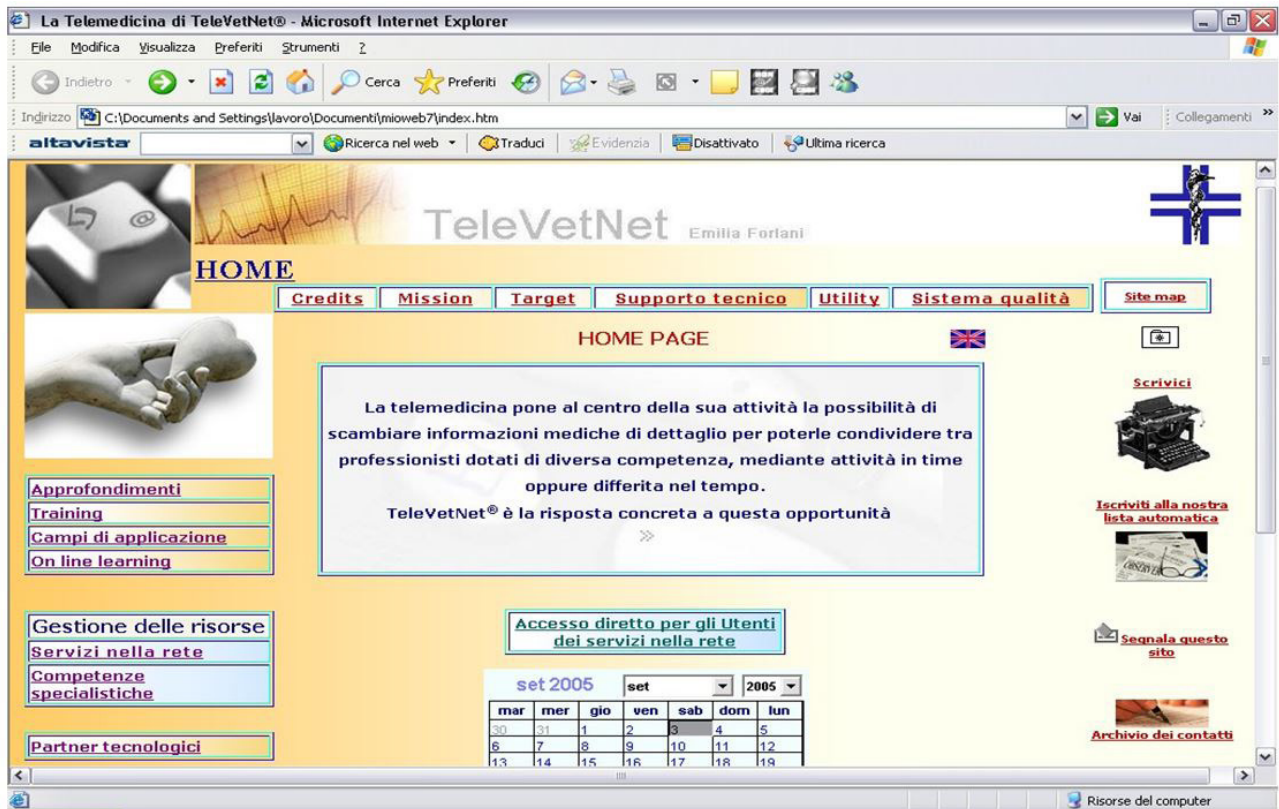 La Telemedicina di TeleVetNet® - Microsoft Internet Explorer
File Modifica Visualizza Preferiti Strumenti ?
Indietro Cerca Preferiti
Indirizzo C:\Documents and Settings\lavoro\Documenti\mioweb7\index.htm Vai Collegamenti »
altavista Ricerca nel web Traduci Evidenzia Disattivato Ultima ricerca
TeleVetNet Emilia Forlani
HOME
Credits Mission Target Supporto tecnico Utility Sistema qualità Site map
HOME PAGE
La telemedicina pone al centro della sua attività la possibilità di
scambiare informazioni mediche di dettaglio per poterle condividere tra
professionisti dotati di diversa competenza, mediante attività in time
oppure differita nel tempo.
TeleVetNet® è la risposta concreta a questa opportunità
»
Approfondimenti
Training
Campi di applicazione
On line learning
Gestione delle risorse
Servizi nella rete
Competenze
specialistiche
Partner tecnologici
Accesso diretto per gli Utenti
dei servizi nella rete
set 2005 set 2005
mar mer gio ven sab dom lun
30 31 1 2 3 4 5
6 7 8 9 10 11 12
13 14 15 16 17 18 19
Scrivici
Iscriviti alla nostra
lista automatica
OBSERVER
Segnala questo
sito
Archivio dei contatti
Risorse del computer